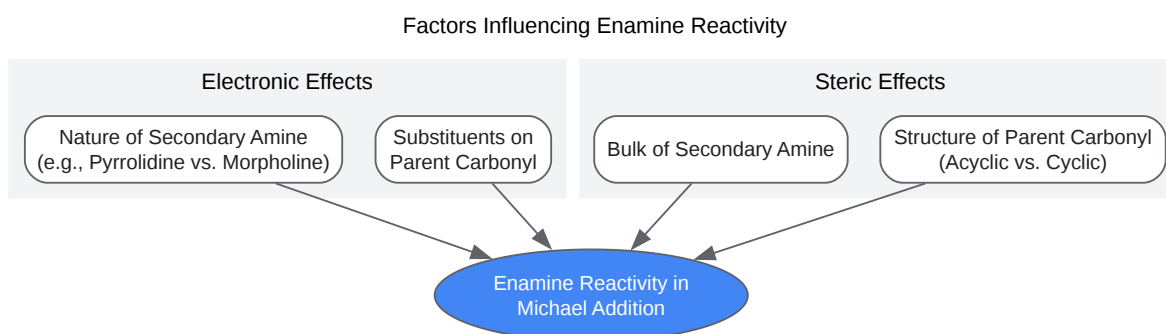 Factors Influencing Enamine Reactivity
Electronic Effects
Nature of Secondary Amine
(e.g., Pyrrolidine vs. Morpholine)
Substituents on
Parent Carbonyl
Steric Effects
Bulk of Secondary Amine
Structure of Parent Carbonyl
(Acyclic vs. Cyclic)
Enamine Reactivity in
Michael Addition